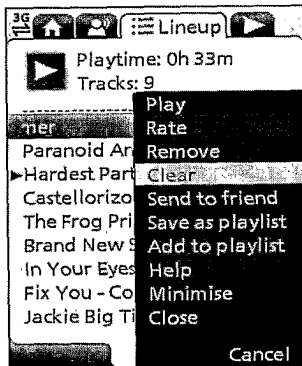 3G
Lineup
Playtime: 0h 33m
Tracks: 9
mer
Paranoid An
Hardest Part
Castellorizo
The Frog Pri
Brand New S
In Your Eyes
Fix You - Co
Jackie Big Ti
Play
Rate
Remove
Clear
Send to friend
Save as playlist
Add to playlist
Help
Minimise
Close
Cancel